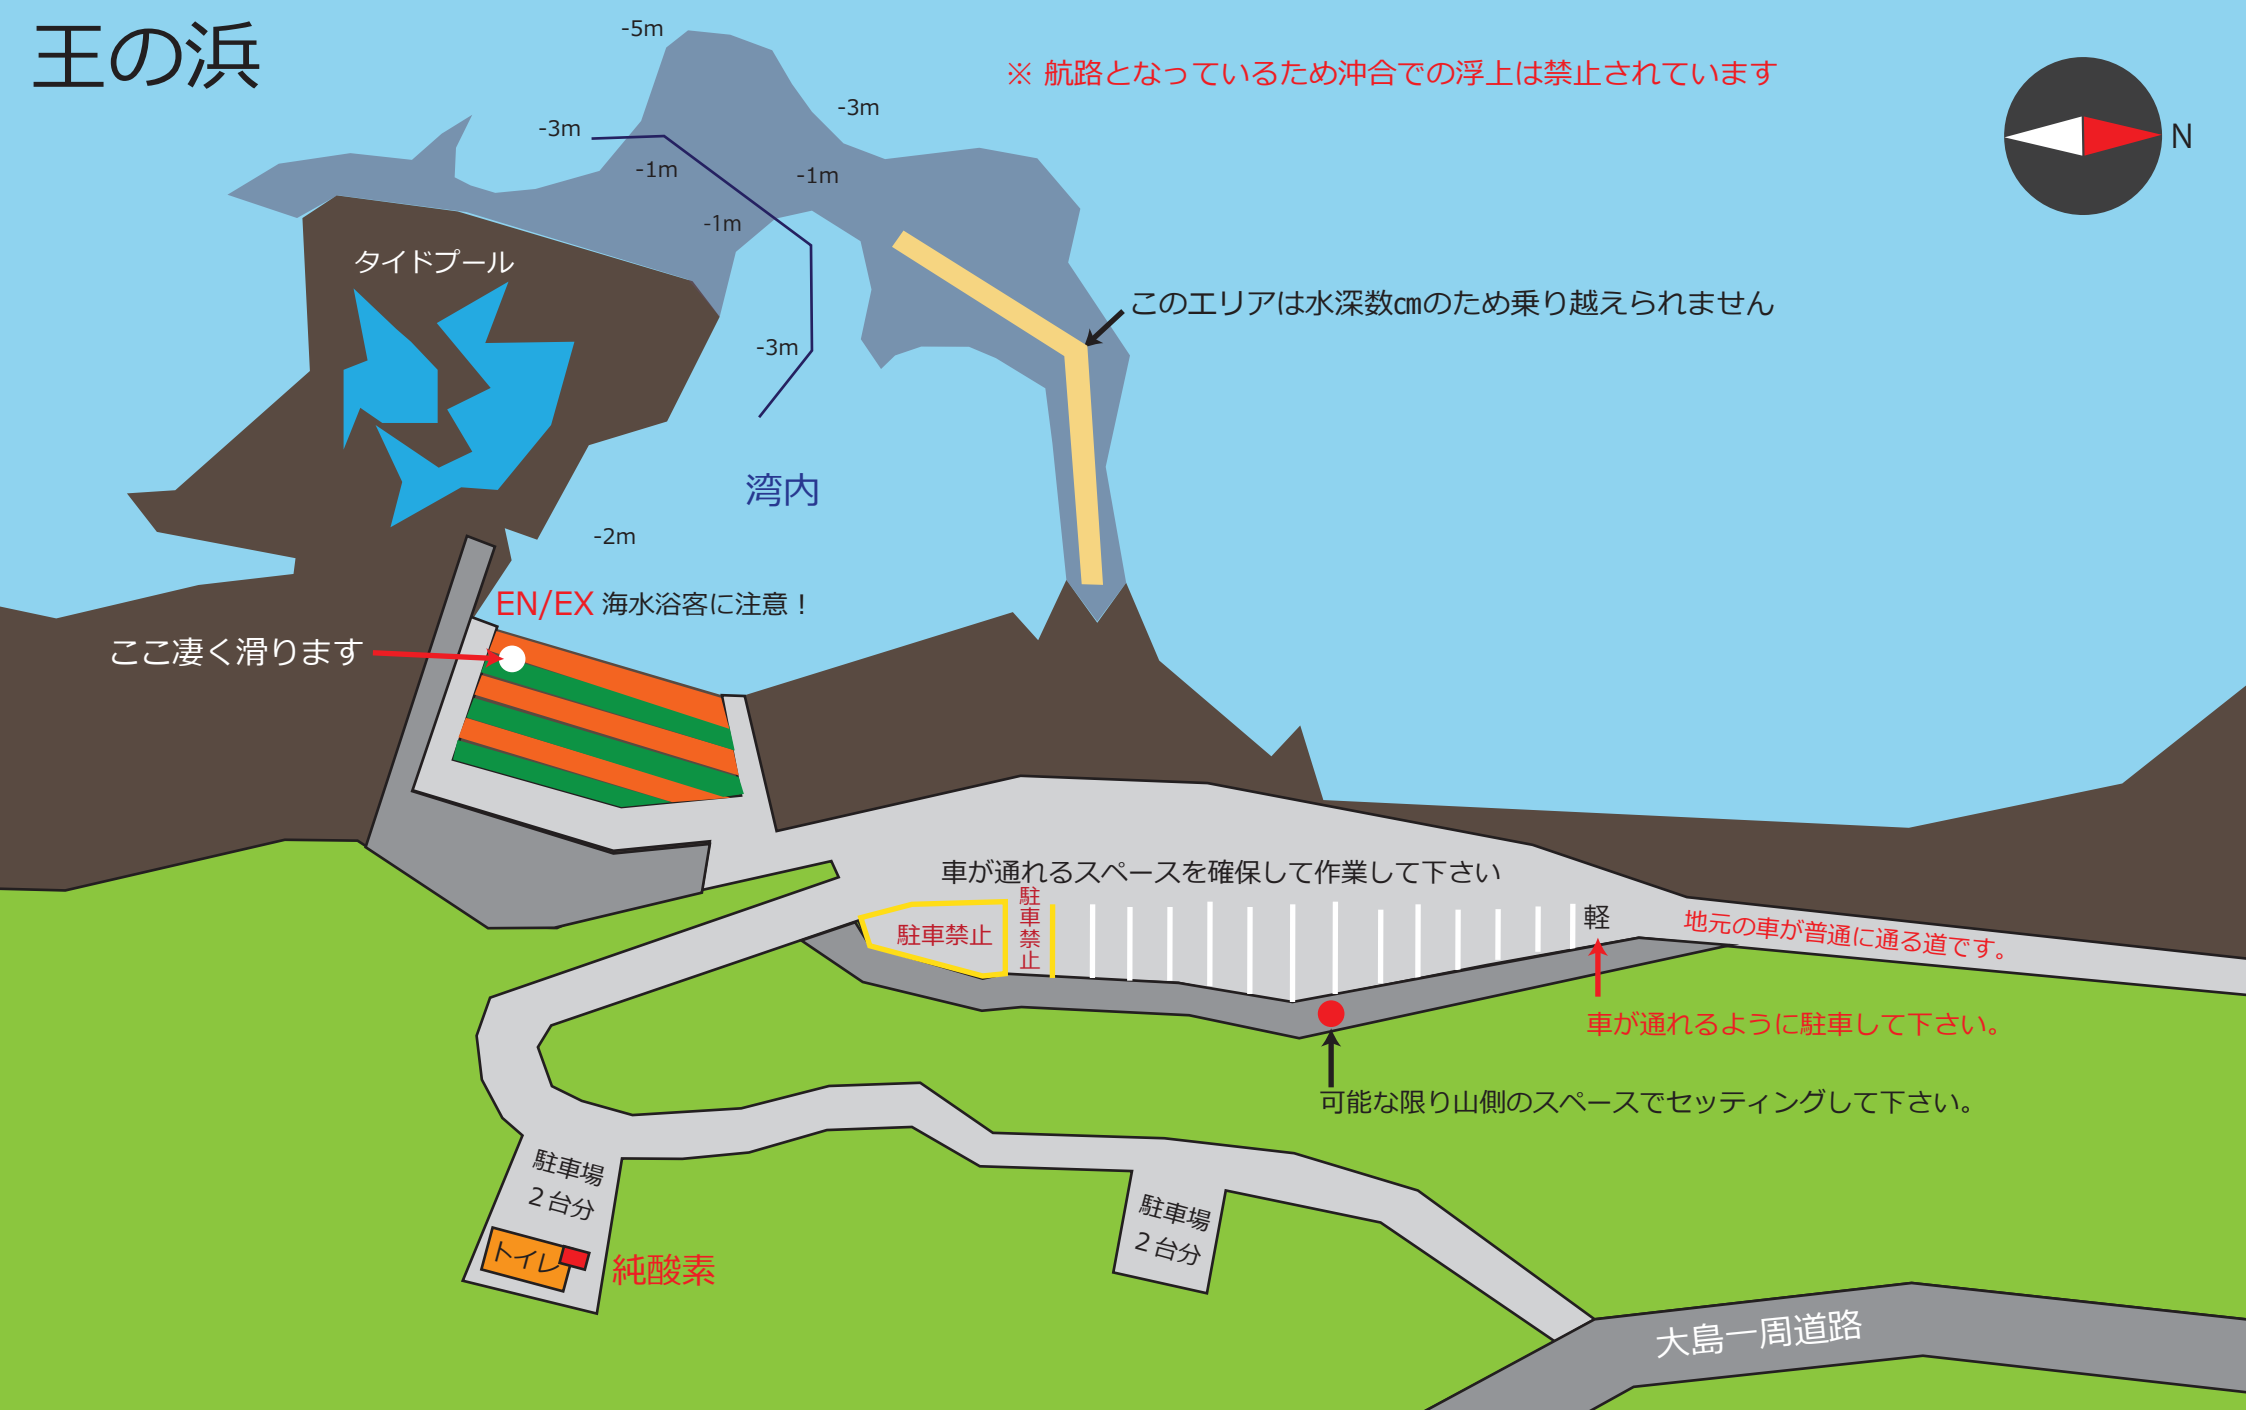 王の浜
-5m
※ 航路となっているため沖合での浮上は禁止されています
-3m
-3m
N
-1m
-1m
-1m
タイドプール
このエリアは水深数㎝のため乗り越えられません
-3m
湾内
-2m
EN/EX 海水浴客に注意！
ここ凄く滑ります
車が通れるスペースを確保して作業して下さい
駐車禁止
駐車禁止
軽
地元の車が普通に通る道です。
車が通れるように駐車して下さい。
可能な限り山側のスペースでセッティングして下さい。
駐車場
２台分
駐車場
２台分
トイレ
純酸素
大島一周道路